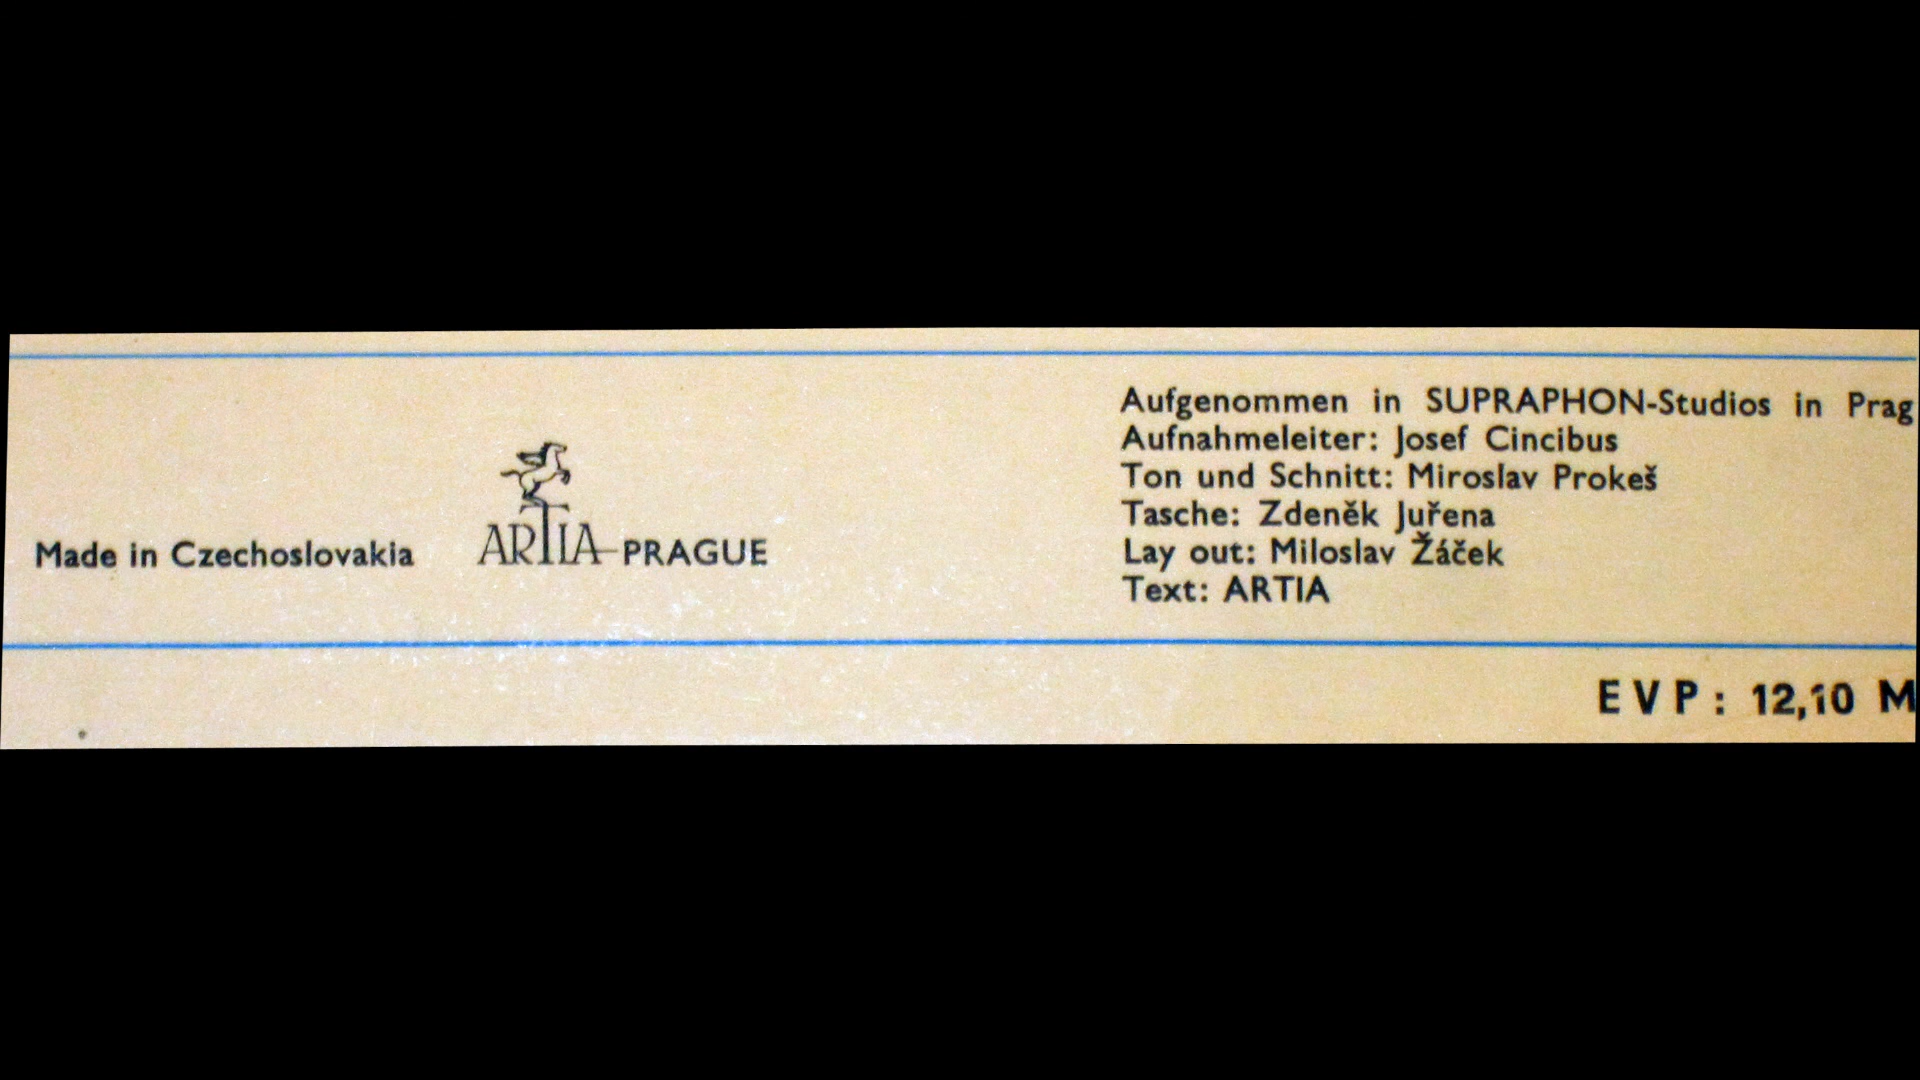 Made in Czechoslovakia
ARTIA-PRAGUE
Aufgenommen in SUPRAPHON-Studios in Prag
Aufnahmeleiter: Josef Cincibus
Ton und Schnitt: Miroslav Prokeš
Tasche: Zdeněk Juřena
Lay out: Miloslav Žáček
Text: ARTIA
EVP: 12,10 M